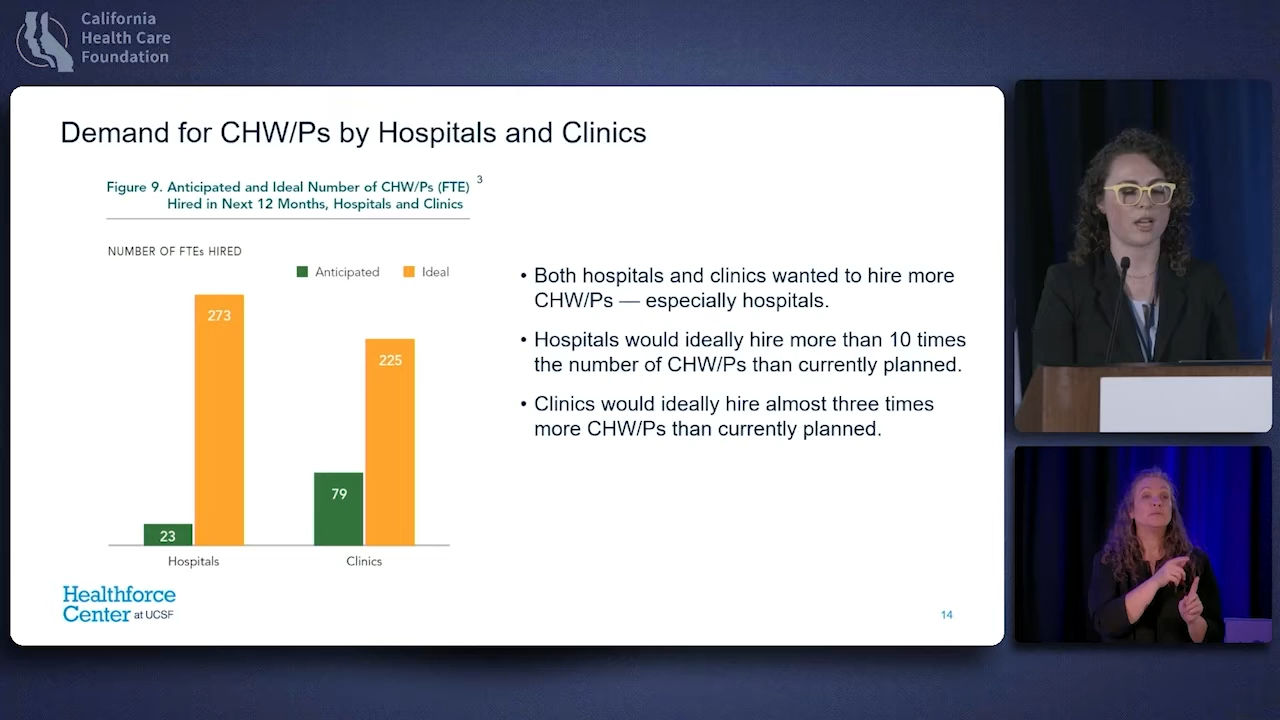 California
Health Care
Foundation
Demand for CHW/Ps by Hospitals and Clinics
Figure 9. Anticipated and Ideal Number of CHW/Ps (FTE) 3
Hired in Next 12 Months, Hospitals and Clinics
NUMBER OF FTEs HIRED
Anticipated Ideal
273
225
79
23
Hospitals Clinics
• Both hospitals and clinics wanted to hire more
CHW/Ps — especially hospitals.
• Hospitals would ideally hire more than 10 times
the number of CHW/Ps than currently planned.
• Clinics would ideally hire almost three times
more CHW/Ps than currently planned.
Healthforce
Center at UCSF
14